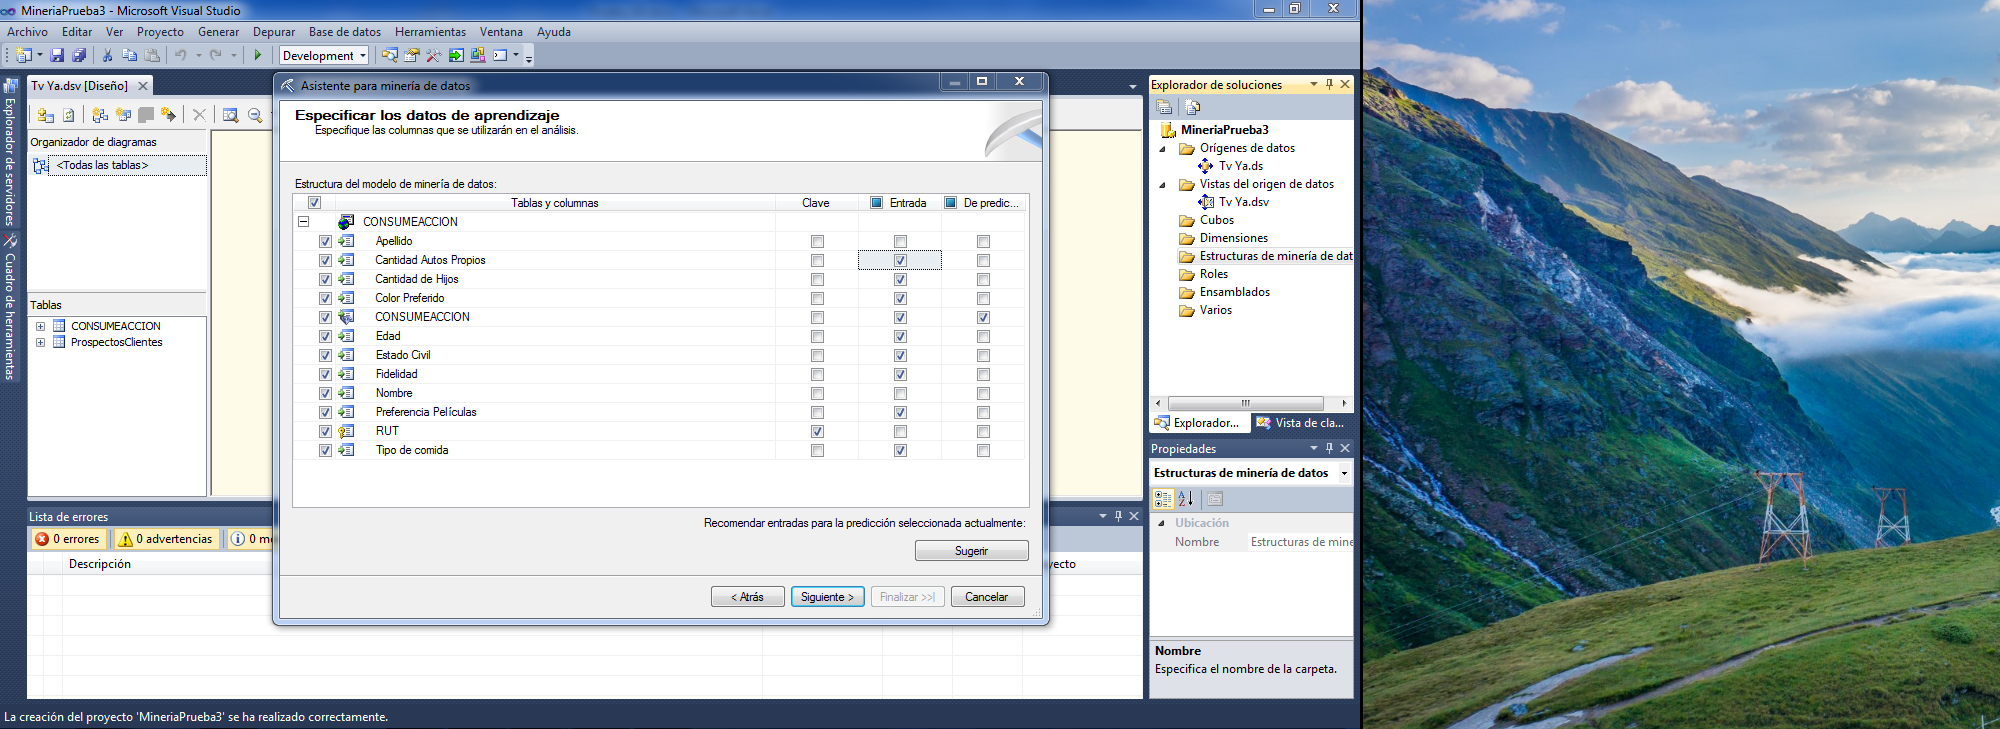 MineriaPrueba3 - Microsoft Visual Studio
Archivo Editar Ver Proyecto Generar Depurar Base de datos Herramientas Ventana Ayuda
Development
Explorador de servidores
Cuadro de herramientas
Tv Ya.dsv [Diseño]
Organizador de diagramas
<Todas las tablas>
Tablas
CONSUMEACCION
ProspectosClientes
Asistente para minería de datos
Especificar los datos de aprendizaje
Especifique las columnas que se utilizarán en el análisis.
Estructura del modelo de minería de datos:
Tablas y columnas Clave Entrada De predic...
CONSUMEACCION
Apellido
Cantidad Autos Propios
Cantidad de Hijos
Color Preferido
CONSUMEACCION
Edad
Estado Civil
Fidelidad
Nombre
Preferencia Películas
RUT
Tipo de comida
Recomendar entradas para la predicción seleccionada actualmente:
Sugerir
< Atrás Siguiente > Finalizar >>| Cancelar
Lista de errores
0 errores 0 advertencias 0 me
Descripción yecto
Explorador de soluciones
MineriaPrueba3
Orígenes de datos
Tv Ya.ds
Vistas del origen de datos
Tv Ya.dsv
Cubos
Dimensiones
Estructuras de minería de dat
Roles
Ensamblados
Varios
Explorador... Vista de cla...
Propiedades
Estructuras de minería de datos
Ubicación
Nombre Estructuras de mine
Nombre
Especifica el nombre de la carpeta.
La creación del proyecto 'MineriaPrueba3' se ha realizado correctamente.